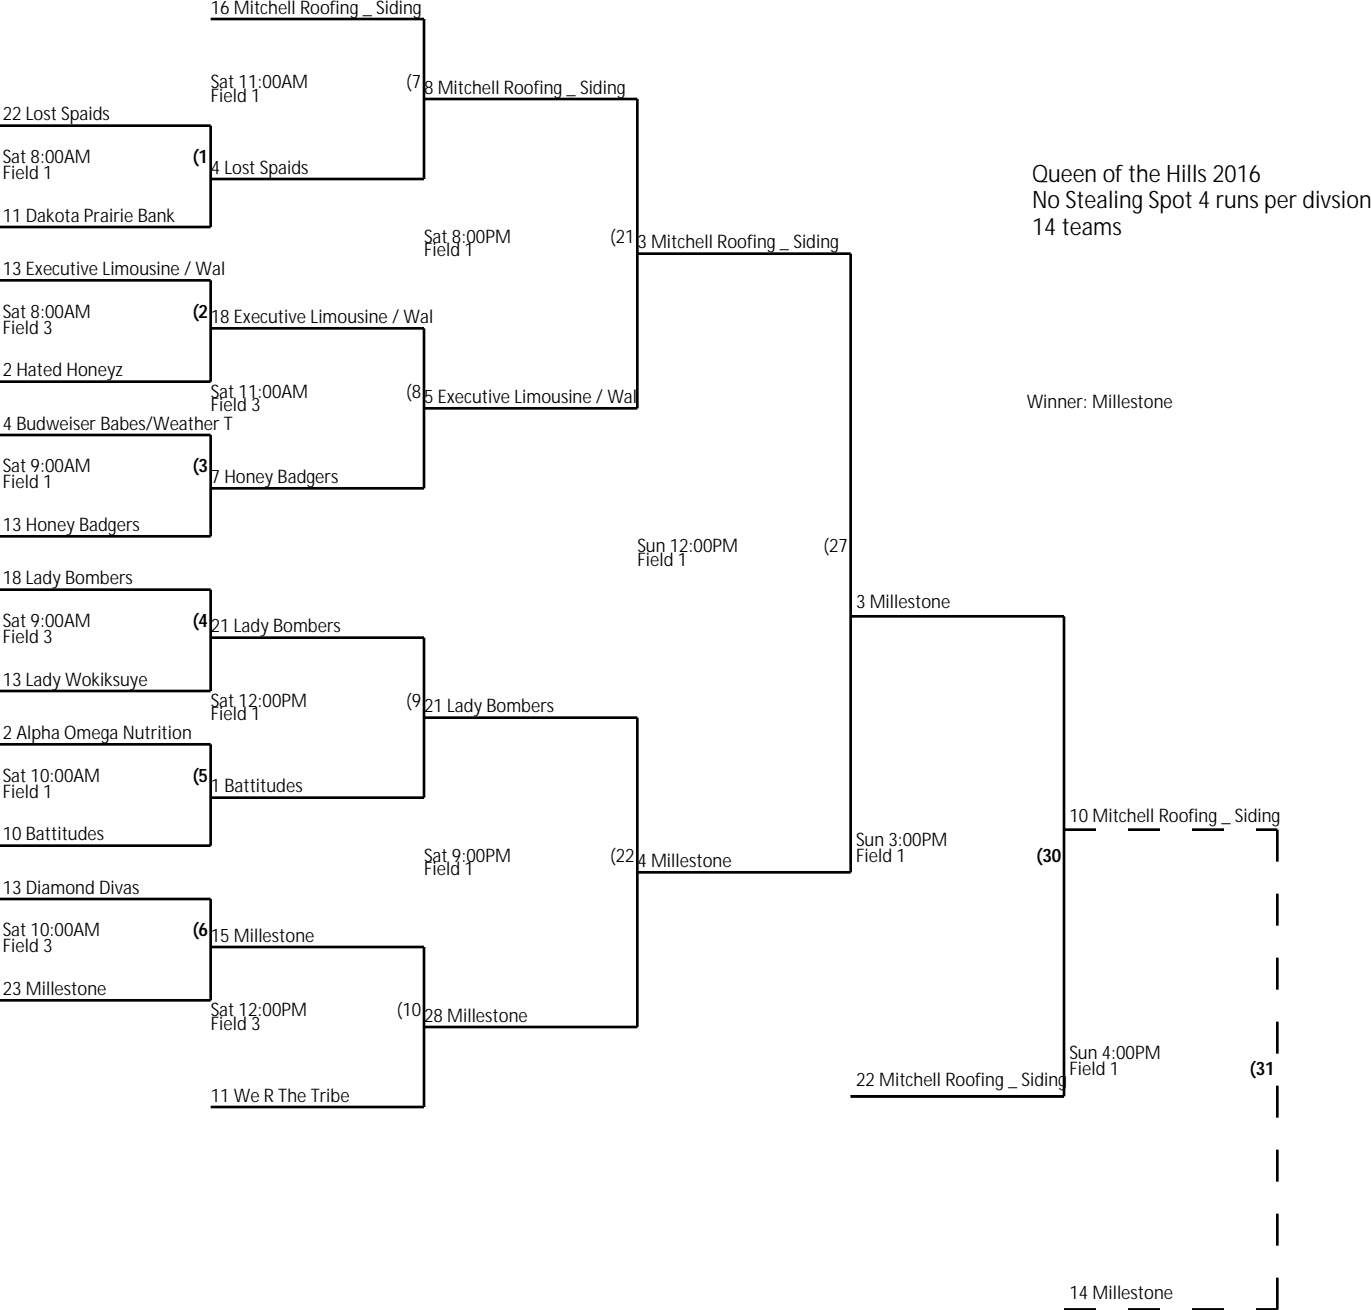 16 Mitchell Roofing _ Siding
Sat 11:00AM
Field 1
(7
8 Mitchell Roofing _ Siding
22 Lost Spaids
Sat 8:00AM
Field 1
(1
4 Lost Spaids
11 Dakota Prairie Bank
Queen of the Hills 2016
No Stealing Spot 4 runs per divsion
14 teams
Sat 8:00PM
Field 1
(21
3 Mitchell Roofing _ Siding
13 Executive Limousine / Wal
Sat 8:00AM
Field 3
(2
18 Executive Limousine / Wal
2 Hated Honeyz
Sat 11:00AM
Field 3
(8
5 Executive Limousine / Wal
Winner: Millestone
4 Budweiser Babes/Weather T
Sat 9:00AM
Field 1
(3
7 Honey Badgers
13 Honey Badgers
Sun 12:00PM
Field 1
(27
18 Lady Bombers
3 Millestone
Sat 9:00AM
Field 3
(4
21 Lady Bombers
13 Lady Wokiksuye
Sat 12:00PM
Field 1
(9
21 Lady Bombers
2 Alpha Omega Nutrition
Sat 10:00AM
Field 1
(5
1 Battitudes
10 Battitudes
10 Mitchell Roofing _ Siding
Sat 9:00PM
Field 1
(22
4 Millestone
Sun 3:00PM
Field 1
(30
13 Diamond Divas
Sat 10:00AM
Field 3
(6
15 Millestone
23 Millestone
Sat 12:00PM
Field 3
(10
28 Millestone
Sun 4:00PM
Field 1
(31
22 Mitchell Roofing _ Siding
11 We R The Tribe
14 Millestone